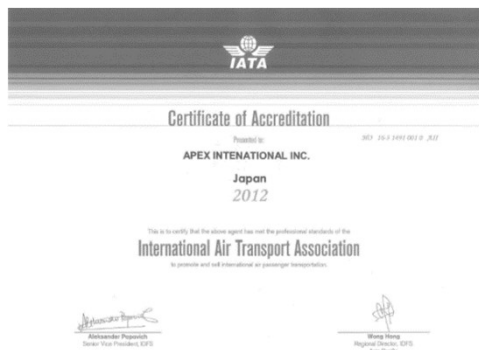 IATA
Certificate of Accreditation
Presented to:
APEX INTENATIONAL INC.
Japan
2012
This is to certify that the above agent has met the professional standards of the
International Air Transport Association
to promote and sell international air passenger transportation.
Aleksander Popovich
Senior Vice President, IDFS
Wang Hong
Regional Director, IDFS